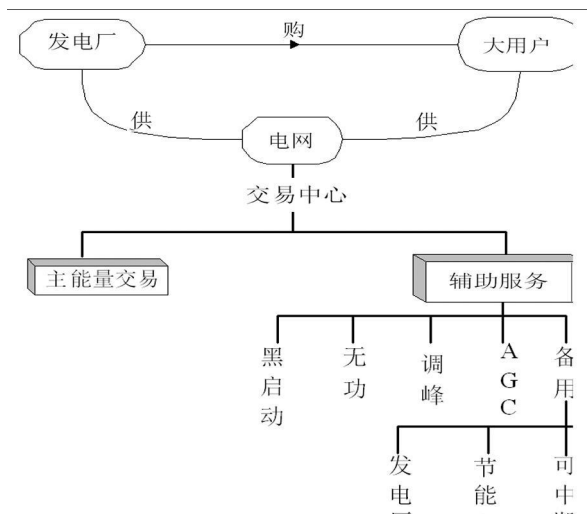 发电厂
购
大用户
供
电网
供
交易中心
主能量交易
辅助服务
黑启动
无功
调峰
AGC
备用
发电
节能
可中